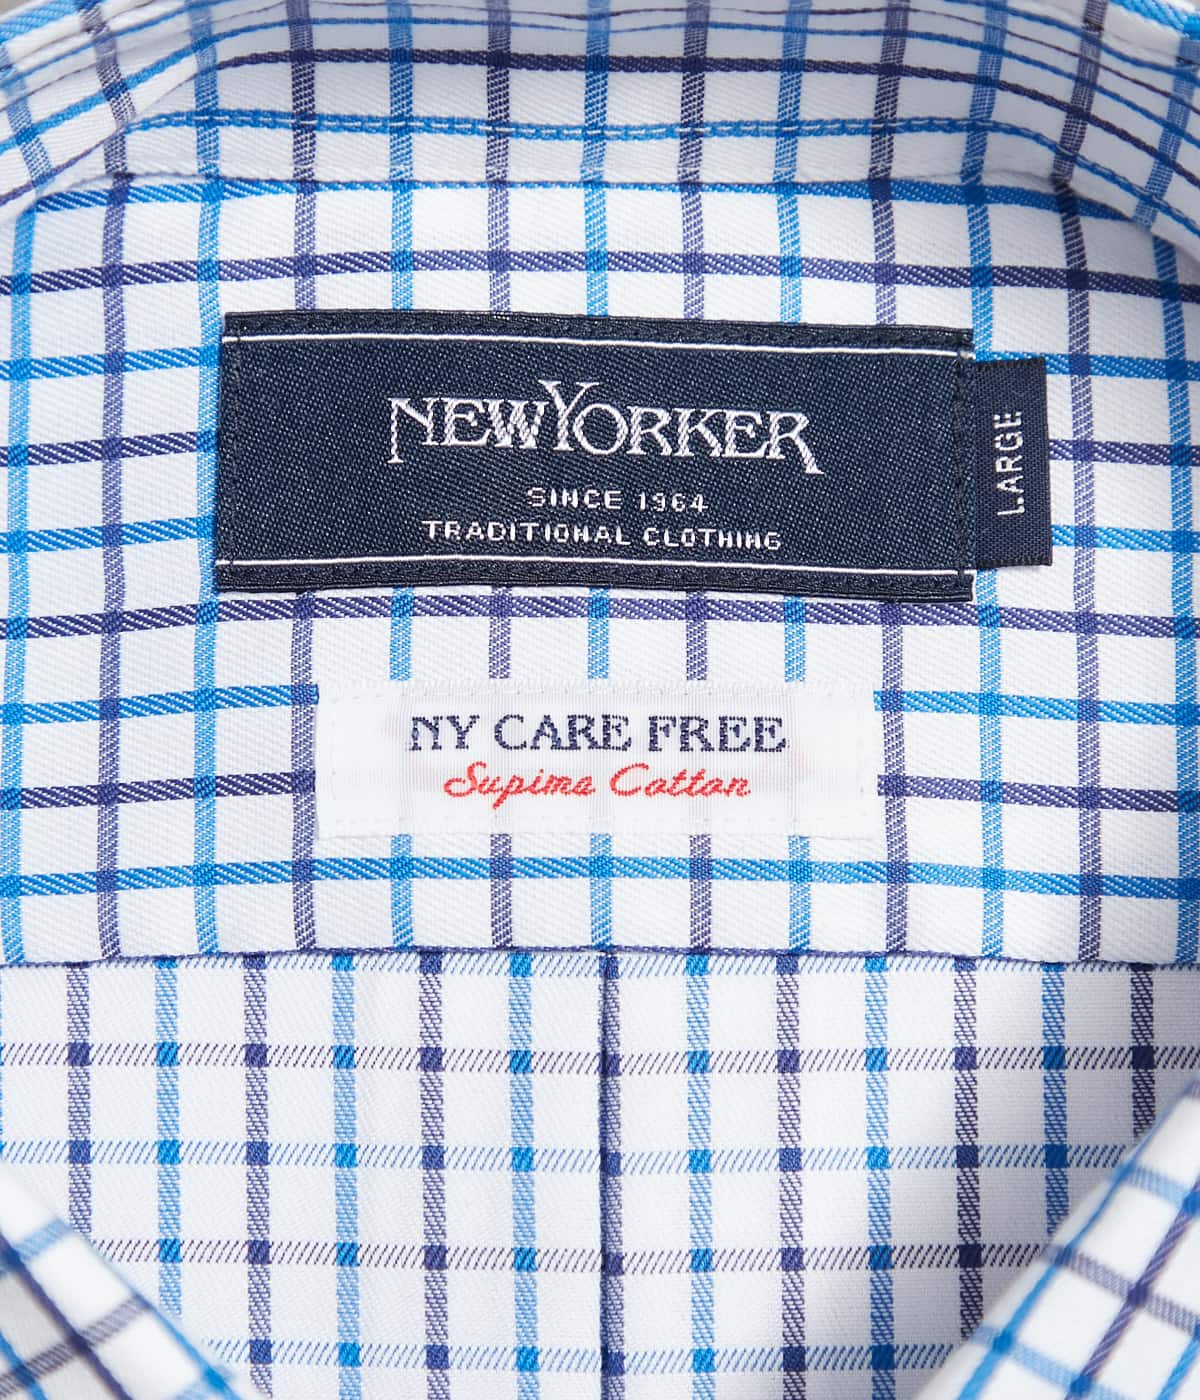 NEWYORKER
SINCE 1964
TRADITIONAL CLOTHING
LARGE
NY CARE FREE
Supima Cotton